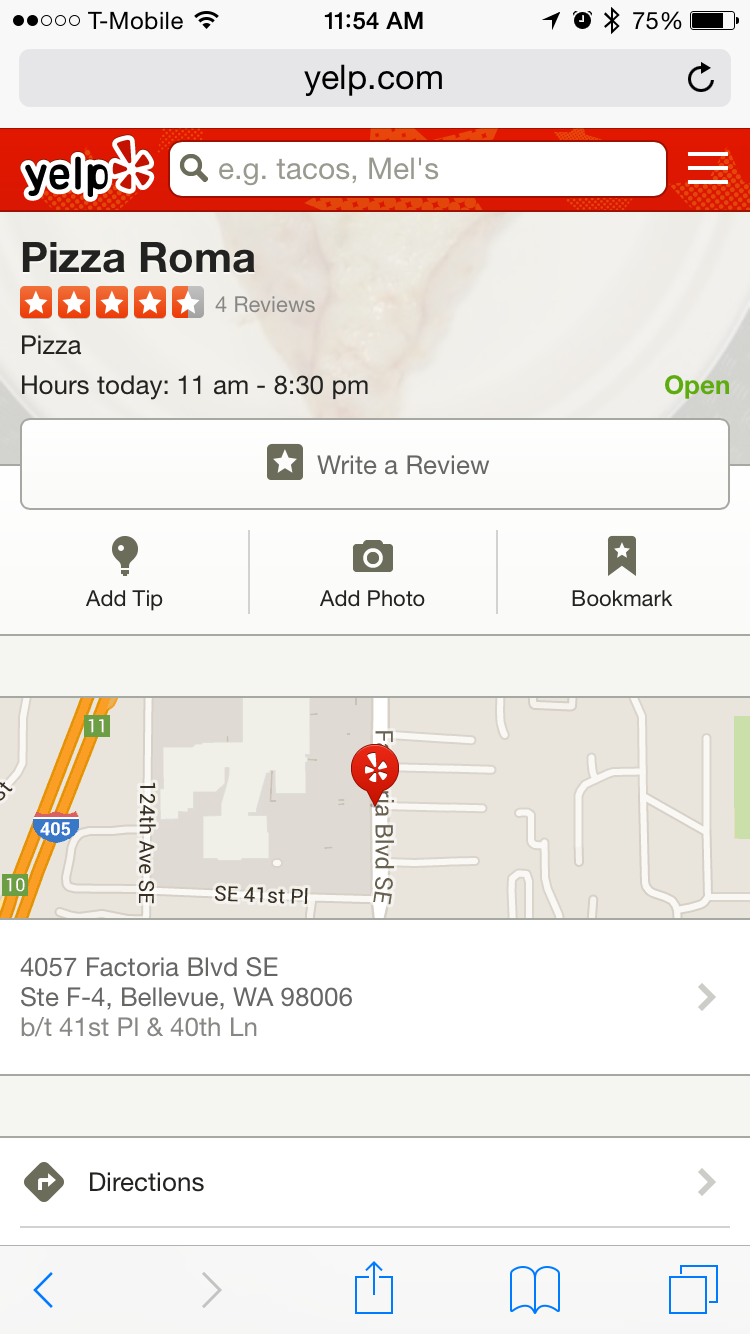 T-Mobile 11:54 AM 75%
yelp.com
yelp e.g. tacos, Mel's
Pizza Roma
4 Reviews
Pizza
Hours today: 11 am - 8:30 pm Open
Write a Review
Add Tip Add Photo Bookmark
11
405
10
St
124th Ave SE
SE 41st Pl
Blvd SE
4057 Factoria Blvd SE
Ste F-4, Bellevue, WA 98006
b/t 41st Pl & 40th Ln
Directions